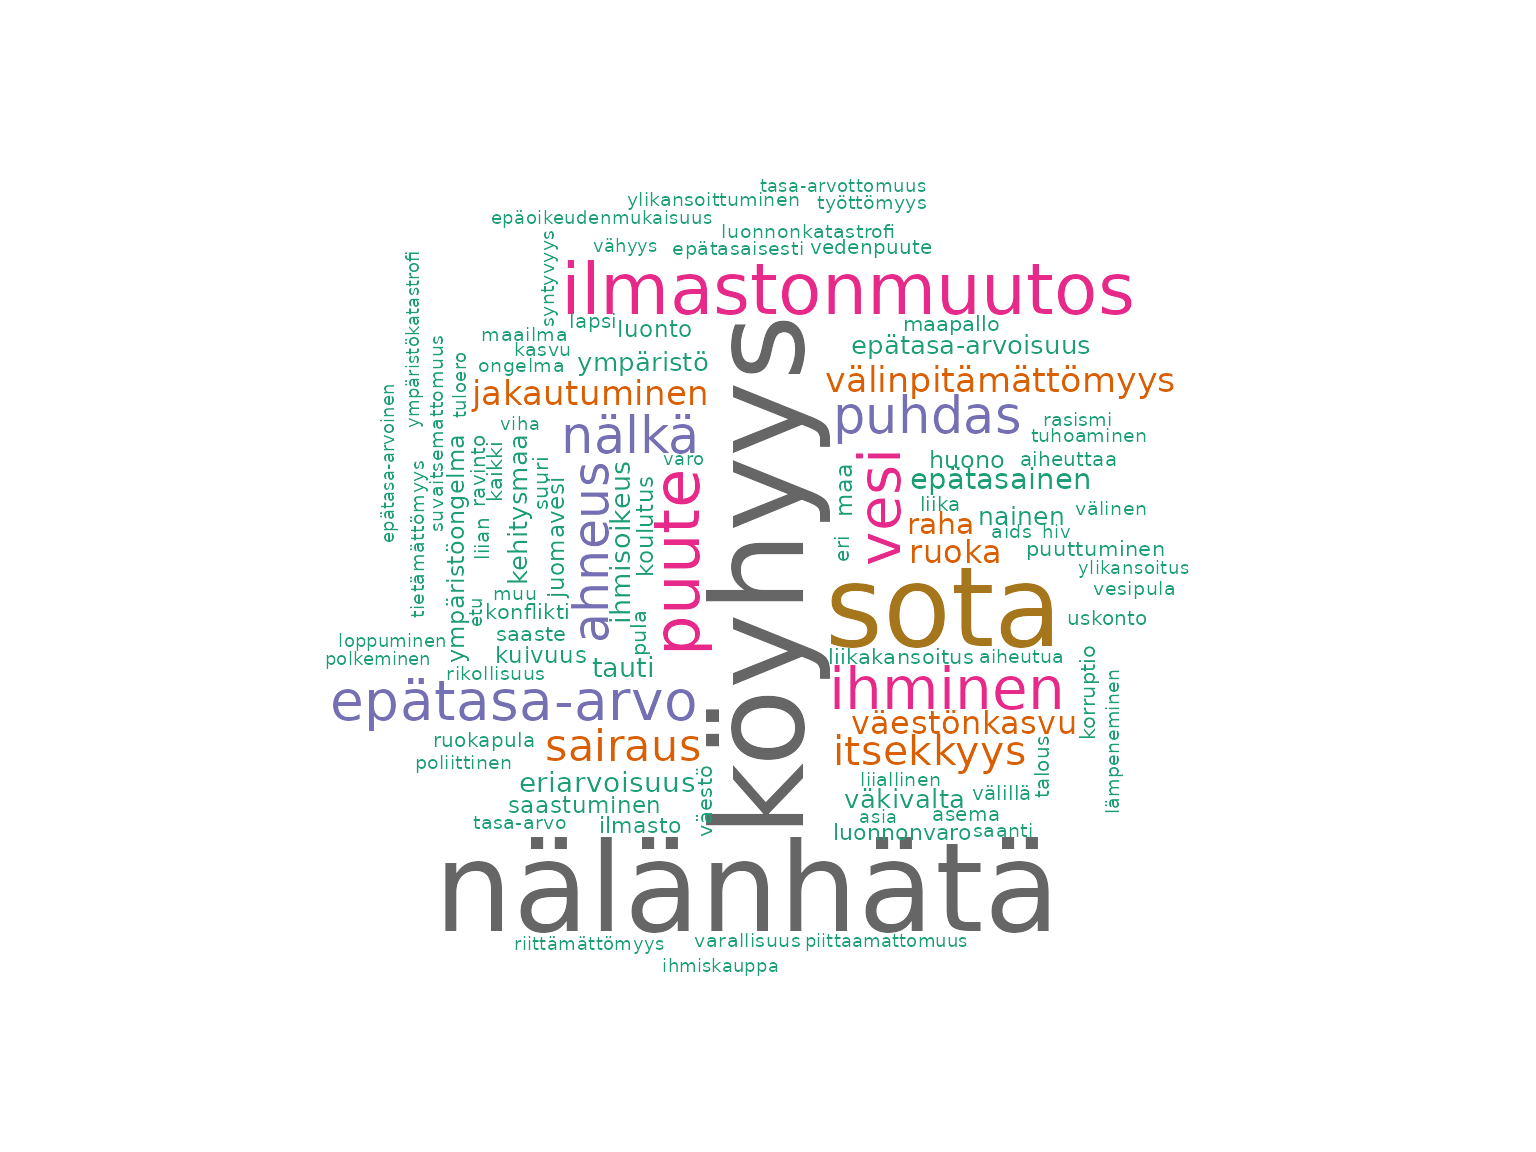 tasa-arvottomuus
ylikansoittuminen
työttömyys
epäoikeudenmukaisuus
luonnonkatastrofi
vähyys
epätasaisesti
vedenpuute
syntyvyys
ilmastonmuutos
ympäristökatastrofi
lapsi
luonto
maapallo
maailma
kasvu
epätasa-arvoisuus
ongelma
ympäristö
suvaitsemattomuus
tuloero
jakautuminen
köyhyys
välinpitämättömyys
epätasa-arvoinen
viha
nälkä
puhdas
rasismi
tuhoaminen
ravinto
kaikki
kehitysmaa
suuri
varo
huono
aiheuttaa
maa
vesi
epätasainen
tietämättömyys
ympäristöongelma
liian
juomavesi
ahneus
ihmisoikeus
koulutus
puute
liika
nainen
välinen
raha
aids
hiv
eri
ruoka
puuttuminen
ylikansoitus
vesipula
muu
etu
konflikti
sota
uskonto
saaste
pula
loppuminen
polkeminen
kuivuus
tauti
liikakansoitus
aiheutua
rikollisuus
ihminen
korruptio
lämpeneminen
epätasa-arvo
väestönkasvu
ruokapula
sairaus
itsekkyys
talous
poliittinen
eriarvoisuus
väestö
liiallinen
saastuminen
väkivalta
välillä
tasa-arvo
ilmasto
asia
asema
luonnonvaro
saanti
nälänhätä
riittämättömyys
varallisuus
piittaamattomuus
ihmiskauppa